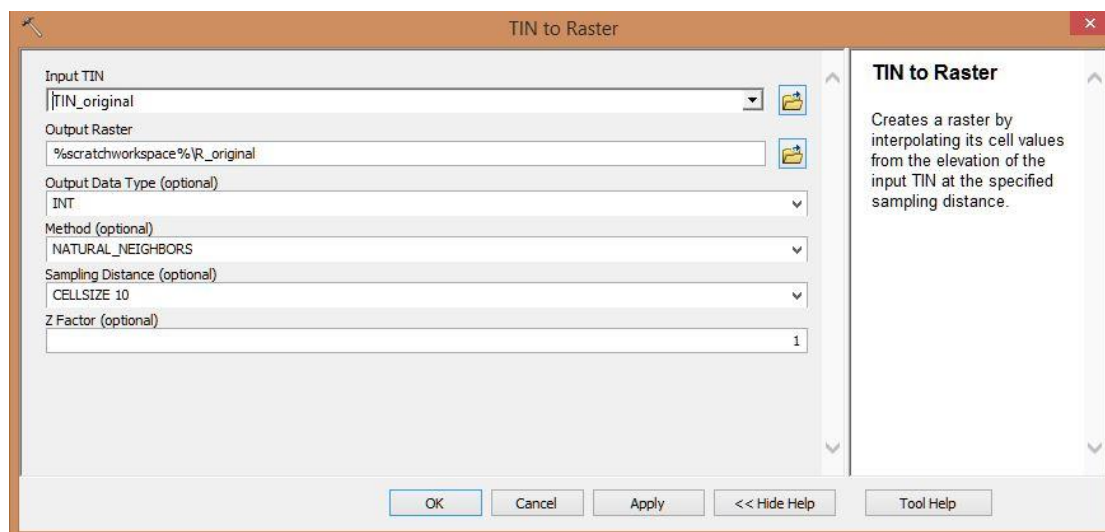 TIN to Raster
Input TIN
TIN_original
Output Raster
%scratchworkspace%\R_original
Output Data Type (optional)
INT
Method (optional)
NATURAL_NEIGHBORS
Sampling Distance (optional)
CELLSIZE 10
Z Factor (optional)
1
TIN to Raster
Creates a raster by
interpolating its cell values
from the elevation of the
input TIN at the specified
sampling distance.
OK
Cancel
Apply
<< Hide Help
Tool Help